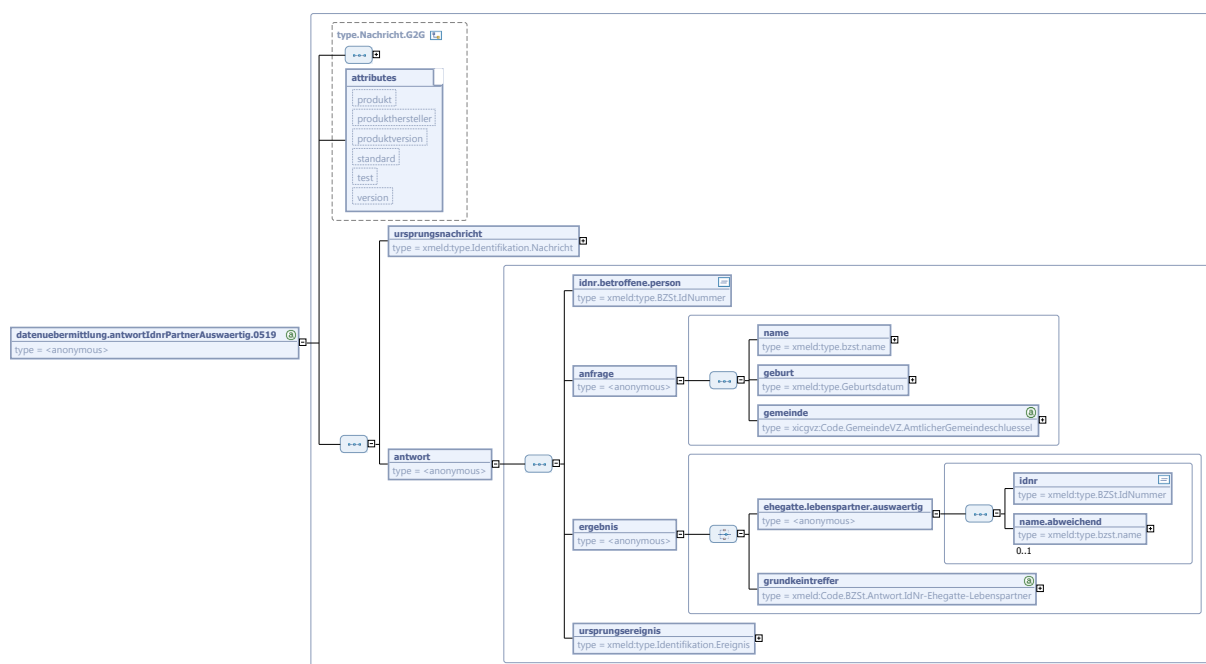 type.Nachricht.G2G
attributes
produkt
produkthersteller
produktversion
standard
test
version
ursprungsnachricht
type = xmeld:type.Identifikation.Nachricht
datenuebermittlung.antwortIdnrPartnerAuswaertig.0519
type = <anonymous>
antwort
type = <anonymous>
idnr.betroffene.person
type = xmeld:type.BZSt.IdNummer
anfrage
type = <anonymous>
name
type = xmeld:type.bzst.name
geburt
type = xmeld:type.Geburtsdatum
gemeinde
type = xicgvz:Code.GemeindeVZ.AmtlicherGemeindeschluessel
ergebnis
type = <anonymous>
ehegatte.lebenspartner.auswaertig
type = <anonymous>
idnr
type = xmeld:type.BZSt.IdNummer
name.abweichend
type = xmeld:type.bzst.name
0..1
grundkeintreffer
type = xmeld:Code.BZSt.Antwort.IdNr-Ehegatte-Lebenspartner
ursprungsereignis
type = xmeld:type.Identifikation.Ereignis